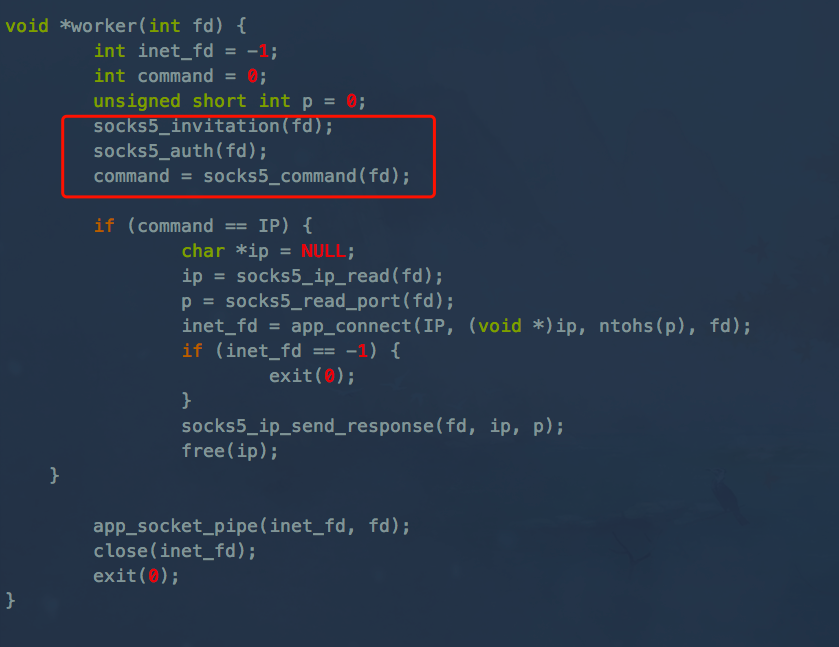 void *worker(int fd) {
int inet_fd = -1;
int command = 0;
unsigned short int p = 0;
socks5_invitation(fd);
socks5_auth(fd);
command = socks5_command(fd);
if (command == IP) {
char *ip = NULL;
ip = socks5_ip_read(fd);
p = socks5_read_port(fd);
inet_fd = app_connect(IP, (void *)ip, ntohs(p), fd);
if (inet_fd == -1) {
exit(0);
}
socks5_ip_send_response(fd, ip, p);
free(ip);
}
app_socket_pipe(inet_fd, fd);
close(inet_fd);
exit(0);
}